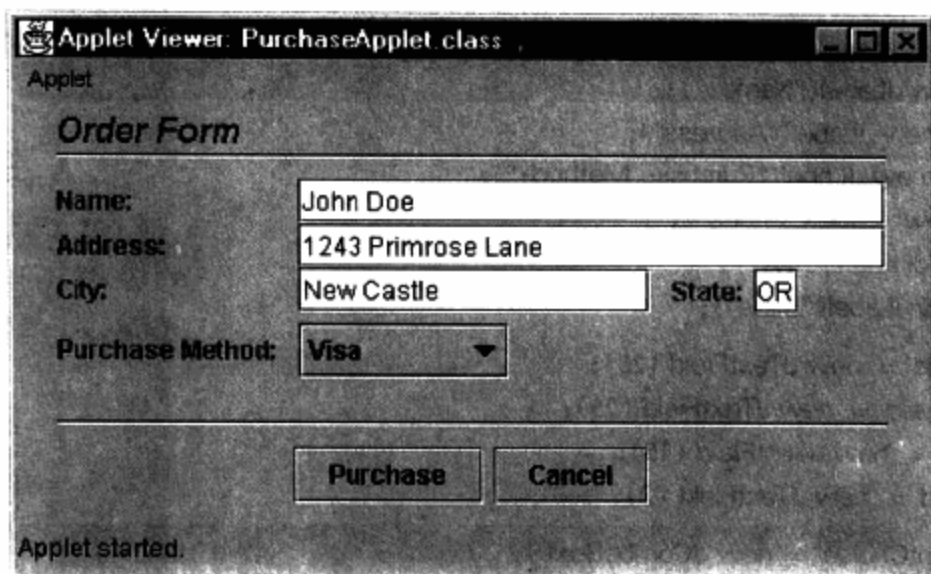 Applet Viewer: PurchaseApplet.class
Applet
Order Form
Name: John Doe
Address: 1243 Primrose Lane
City: New Castle State: OR
Purchase Method: Visa
Purchase Cancel
Applet started.